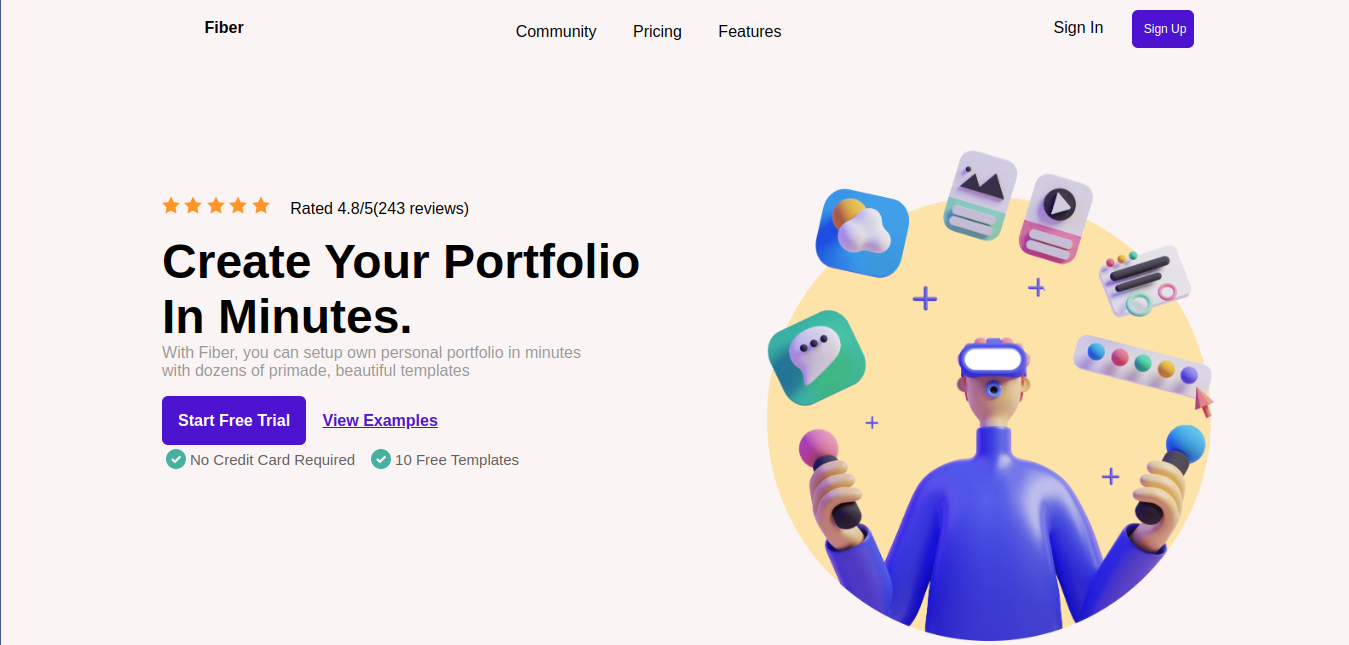 Fiber
Community
Pricing
Features
Sign In
Sign Up
Rated 4.8/5(243 reviews)
Create Your Portfolio
In Minutes.
With Fiber, you can setup own personal portfolio in minutes
with dozens of primade, beautiful templates
Start Free Trial
View Examples
No Credit Card Required
10 Free Templates